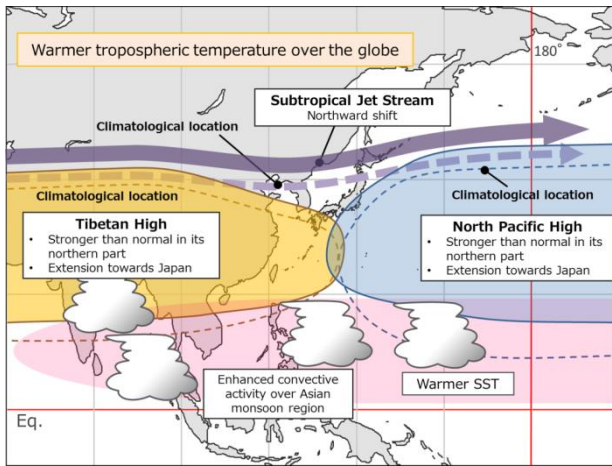 Warmer tropospheric temperature over the globe
180°
Subtropical Jet Stream
Northward shift
Climatological location
Climatological location
Climatological location
Tibetan High
• Stronger than normal in its
northern part
• Extension towards Japan
North Pacific High
• Stronger than normal in its
northern part
• Extension towards Japan
Enhanced convective
activity over Asian
monsoon region
Warmer SST
Eq.